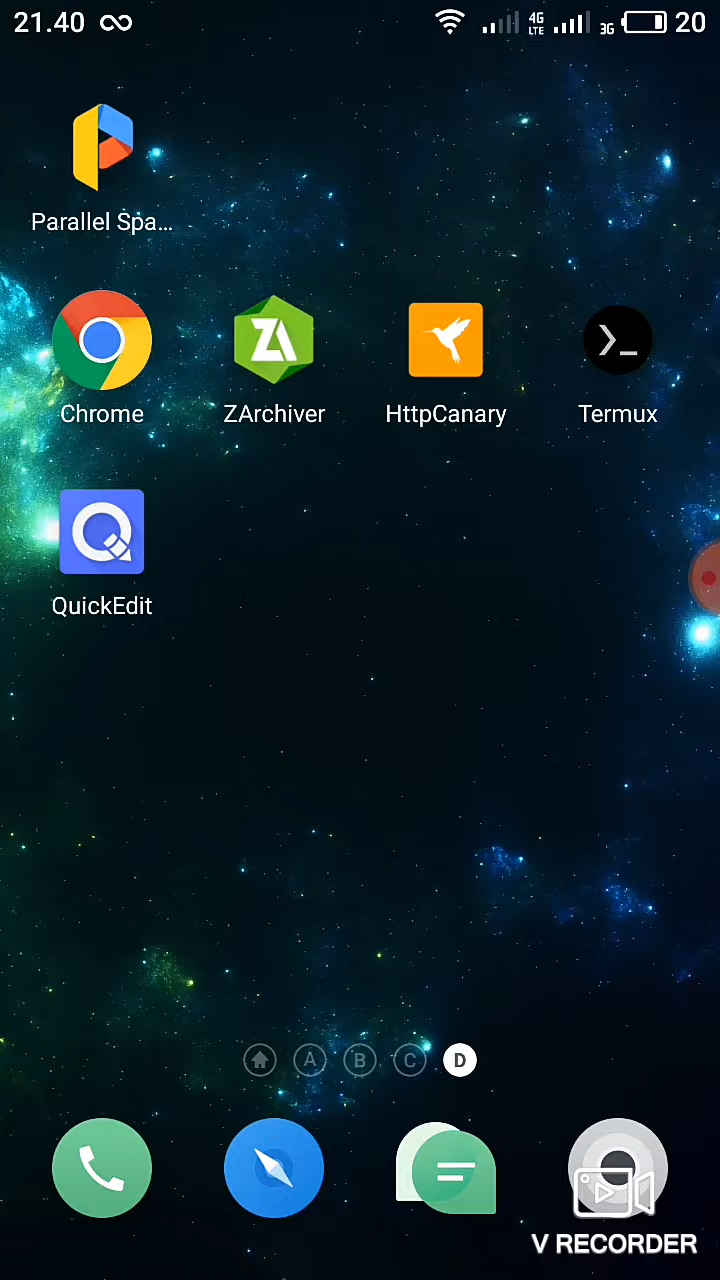 21.40
4G LTE 3G 20
Parallel Spa...
Chrome ZArchiver HttpCanary Termux
QuickEdit
A B C D
V RECORDER